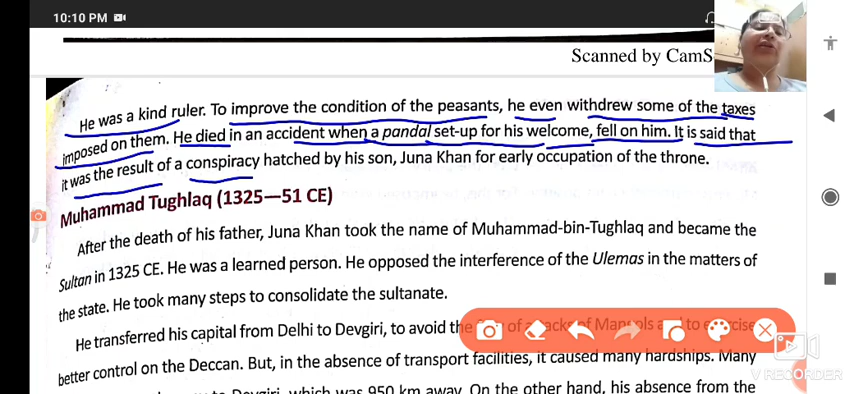 10:10 PM
Scanned by CamS
He was a kind ruler. To improve the condition of the peasants, he even withdrew some of the taxes
imposed on them. He died in an accident when a pandal set-up for his welcome, fell on him. It is said that
it was the result of a conspiracy hatched by his son, Juna Khan for early occupation of the throne.
Muhammad Tughlaq (1325—51 CE)
After the death of his father, Juna Khan took the name of Muhammad-bin-Tughlaq and became the
Sultan in 1325 CE. He was a learned person. He opposed the interference of the Ulemas in the matters of
the state. He took many steps to consolidate the sultanate.
He transferred his capital from Delhi to Devgiri, to avoid the of attacks of Mongols and to exercise
better control on the Deccan. But, in the absence of transport facilities, it caused many hardships. Many
to Devgiri, which was 950 km away. On the other hand, his absence from the
V RECORDER